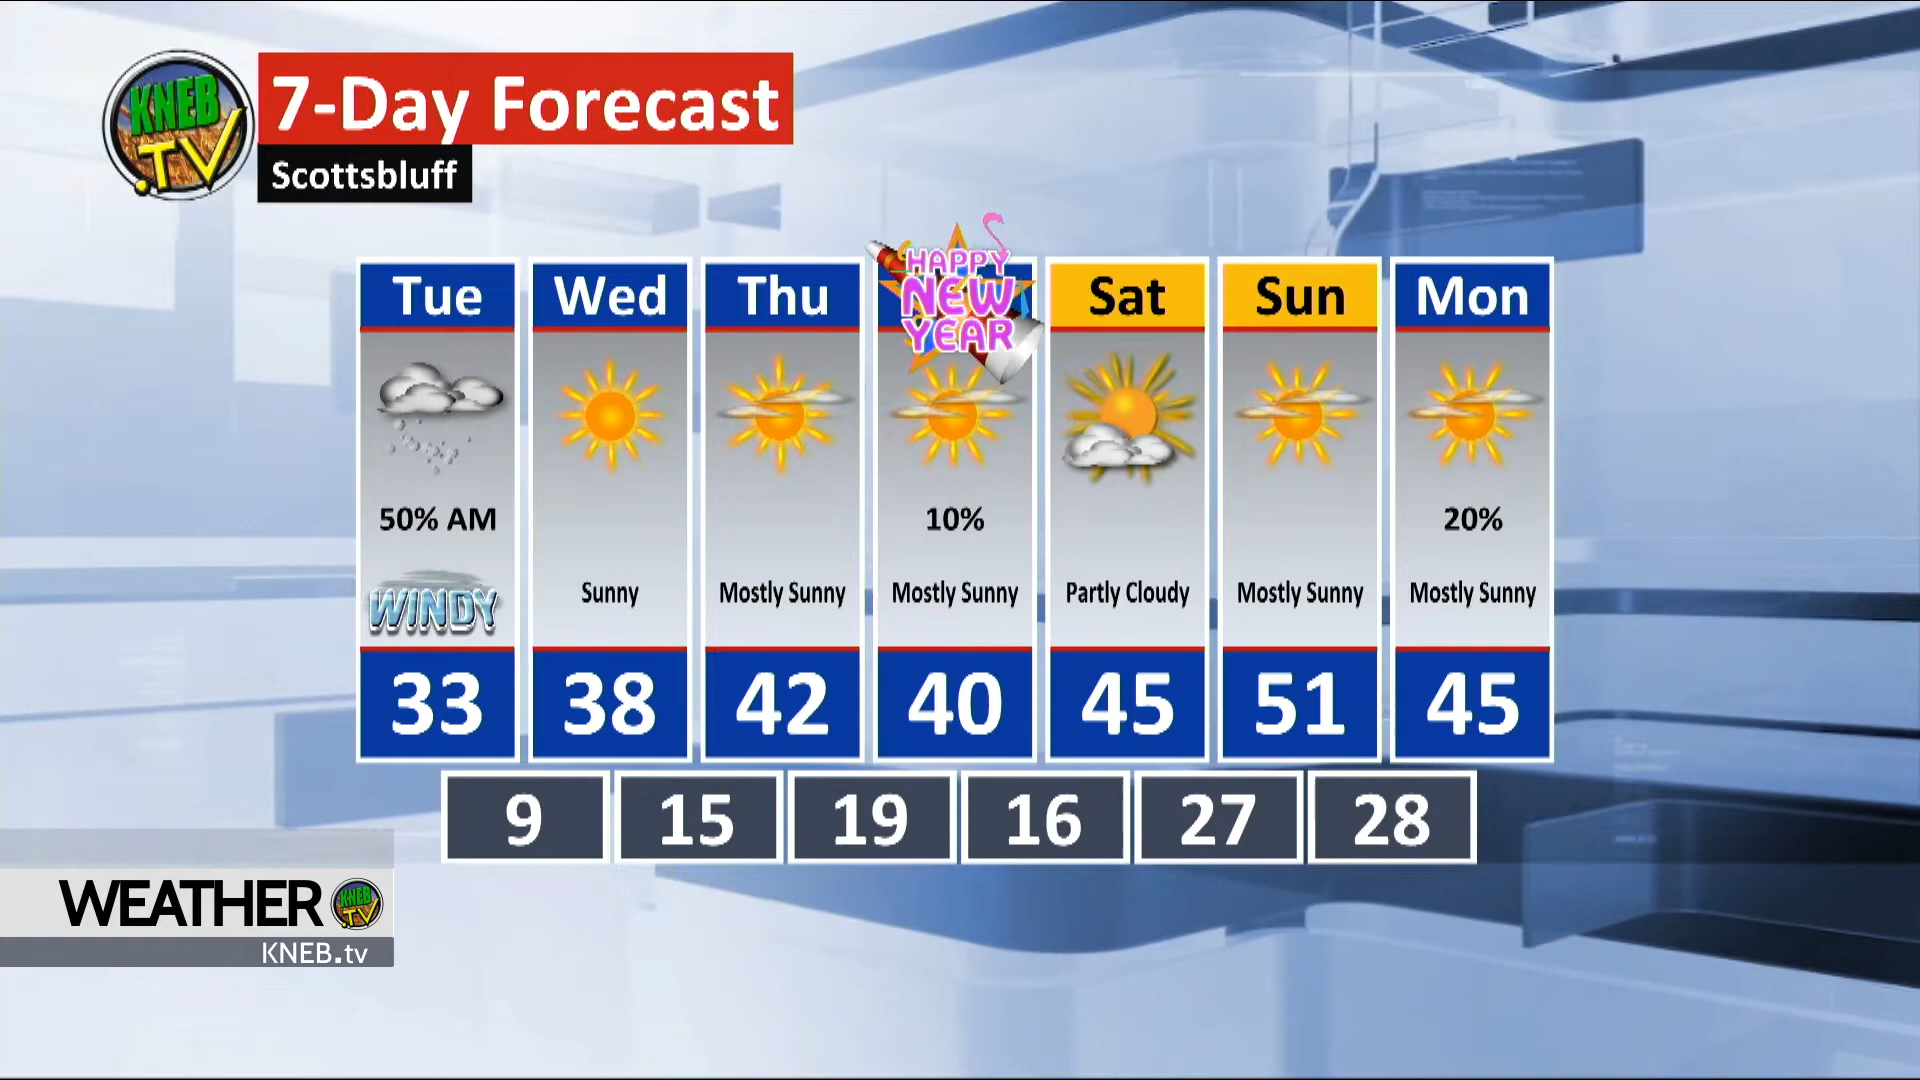 KNEB
.TV
7-Day Forecast
Scottsbluff
Tue Wed Thu HAPPY NEW YEAR Sat Sun Mon
50% AM 10% 20%
WINDY Sunny Mostly Sunny Mostly Sunny Partly Cloudy Mostly Sunny Mostly Sunny
33 38 42 40 45 51 45
9 15 19 16 27 28
WEATHER KNEB .TV
KNEB.tv